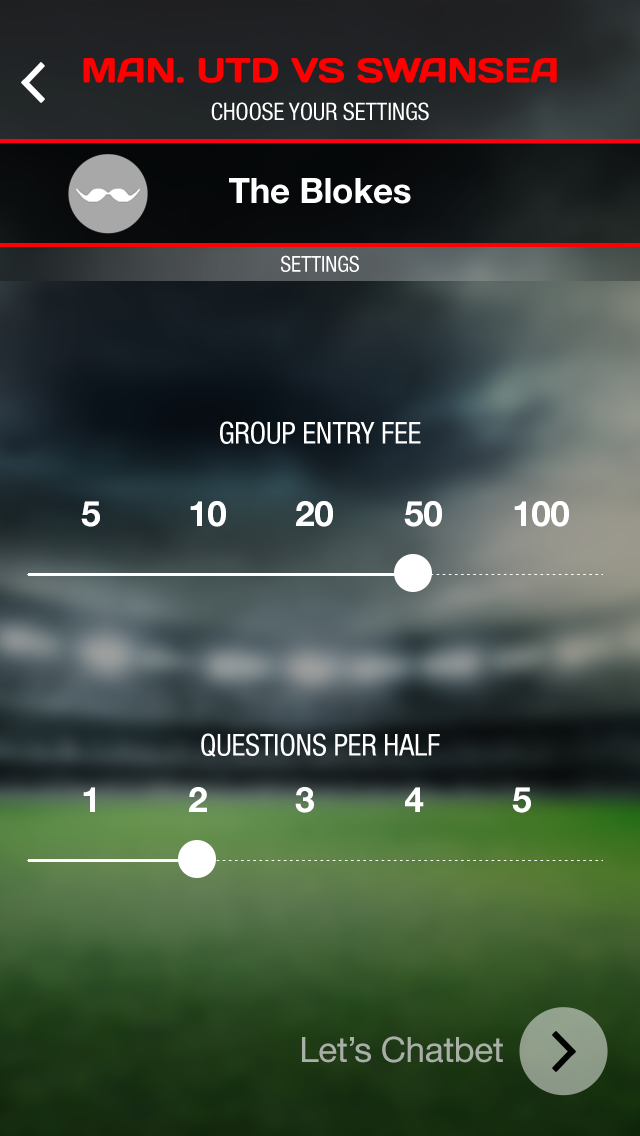 MAN. UTD VS SWANSEA
CHOOSE YOUR SETTINGS
The Blokes
SETTINGS
GROUP ENTRY FEE
5 10 20 50 100
QUESTIONS PER HALF
1 2 3 4 5
Let’s Chatbet